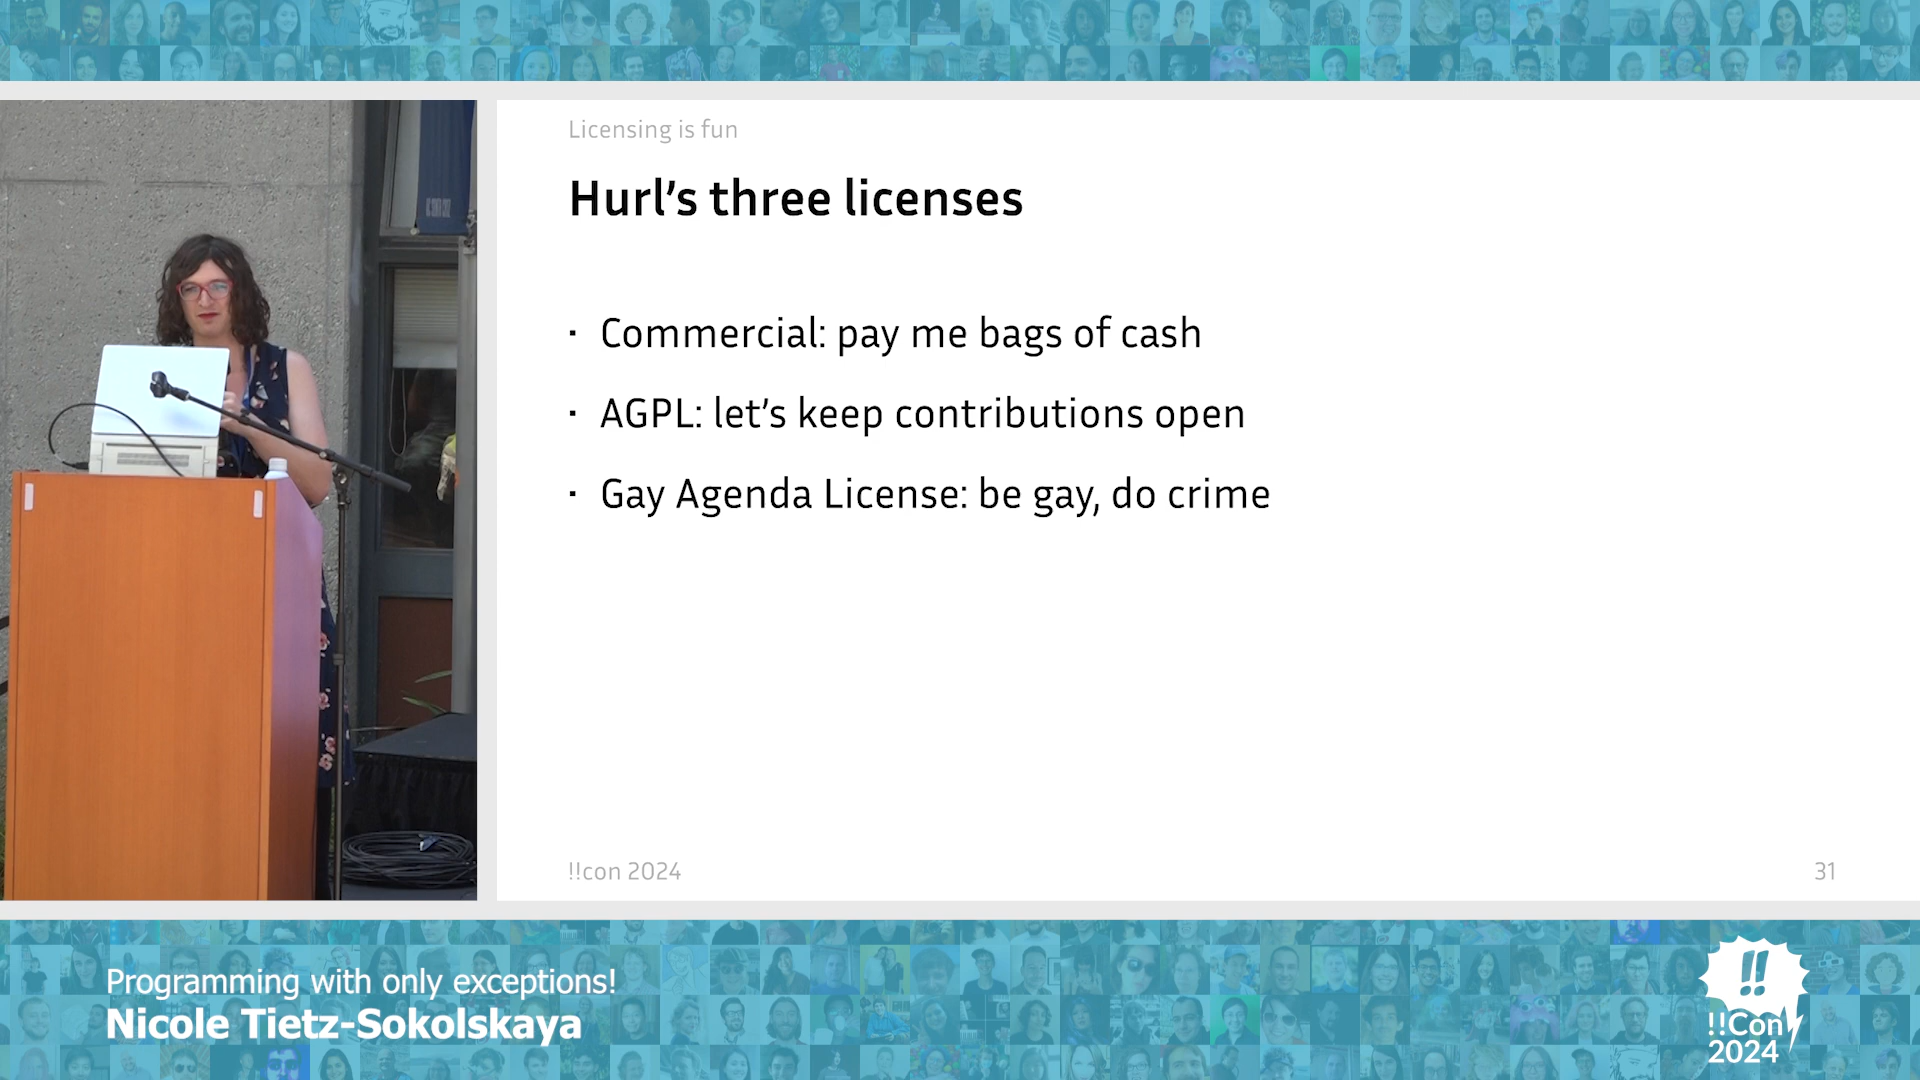 Licensing is fun
Hurl's three licenses
· Commercial: pay me bags of cash
· AGPL: let's keep contributions open
· Gay Agenda License: be gay, do crime
!!con 2024
31
Programming with only exceptions!
Nicole Tietz-Sokolskaya
!!
!!Con
2024